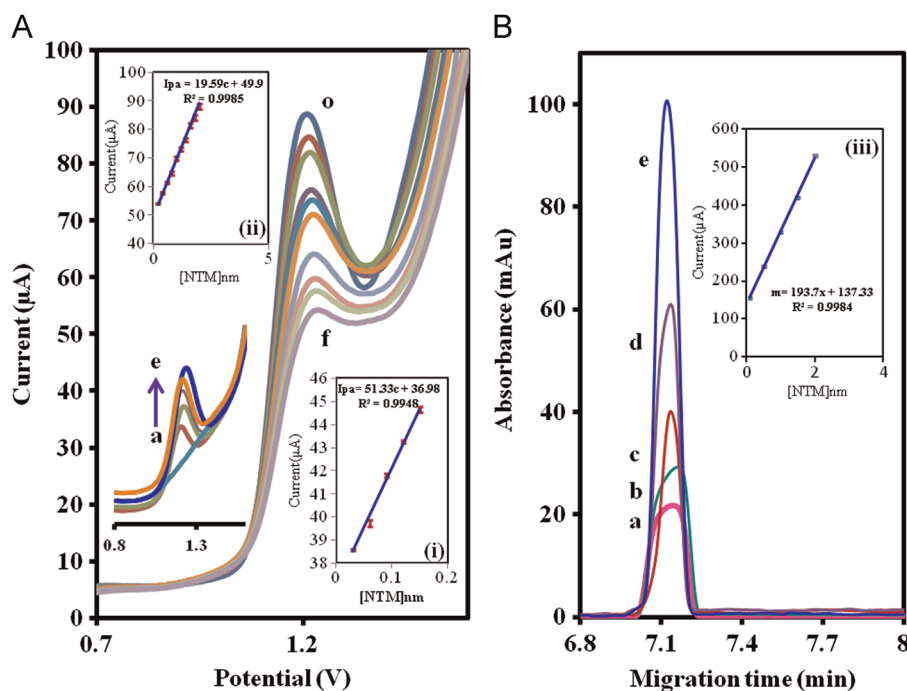 A
100
90
80
70
60
50
40
30
20
10
0
0.7
1.2
Current (µA)
Potential (V)
o
f
e
a
0.8
1.3
Ipa = 19.59c + 49.9
R² = 0.9985
100
90
80
70
60
50
40
0
5
Current(µA)
[NTM]nm
(ii)
Ipa = 51.33c + 36.98
R² = 0.9948
46
45
43
42
40
39
38
0
0.1
0.2
Current(µA)
[NTM]nm
(i)
B
100
80
60
40
20
0
6.8
7.1
7.4
7.7
8
Absorbance (mAu)
Migration time (min)
e
d
c
b
a
600
500
400
300
200
100
0
0
2
4
Current(µA)
[NTM]nm
(iii)
m= 193.7x + 137.33
R² = 0.9984